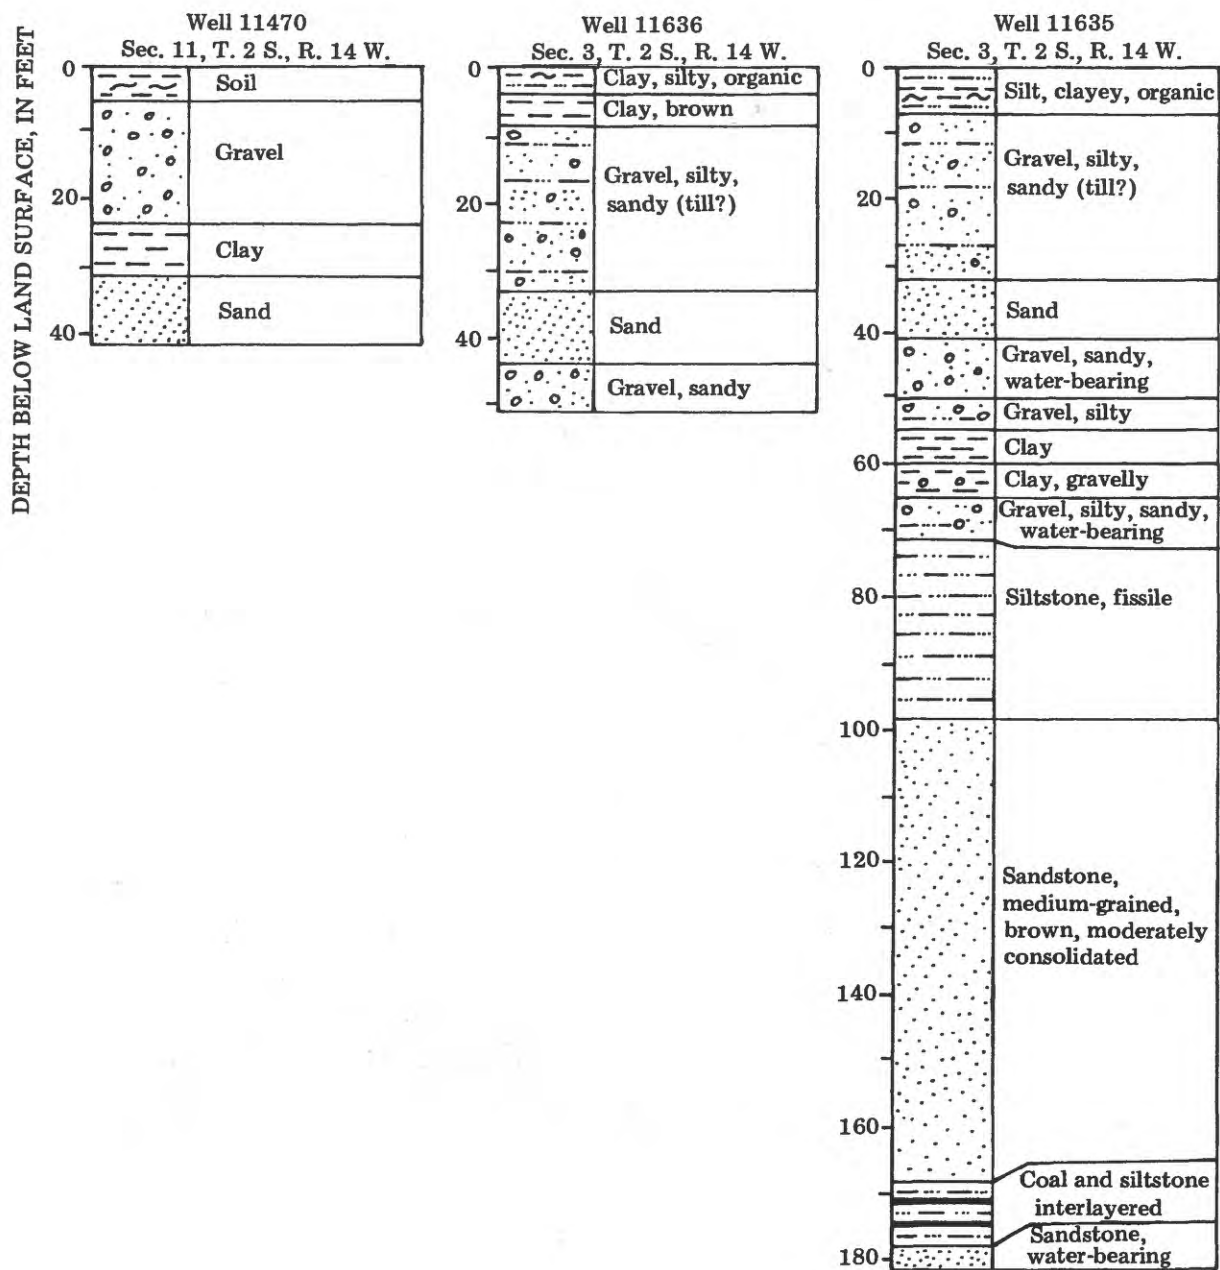 DEPTH BELOW LAND SURFACE, IN FEET
Well 11470
Sec. 11, T. 2 S., R. 14 W.
0
20
40
Soil
Gravel
Clay
Sand
Well 11636
Sec. 3, T. 2 S., R. 14 W.
0
20
40
Clay, silty, organic
Clay, brown
Gravel, silty,
sandy (till?)
Sand
Gravel, sandy
Well 11635
Sec. 3, T. 2 S., R. 14 W.
0
20
40
60
80
100
120
140
160
180
Silt, clayey, organic
Gravel, silty,
sandy (till?)
Sand
Gravel, sandy,
water-bearing
Gravel, silty
Clay
Clay, gravelly
Gravel, silty, sandy,
water-bearing
Siltstone, fissile
Sandstone,
medium-grained,
brown, moderately
consolidated
Coal and siltstone
interlayered
Sandstone,
water-bearing